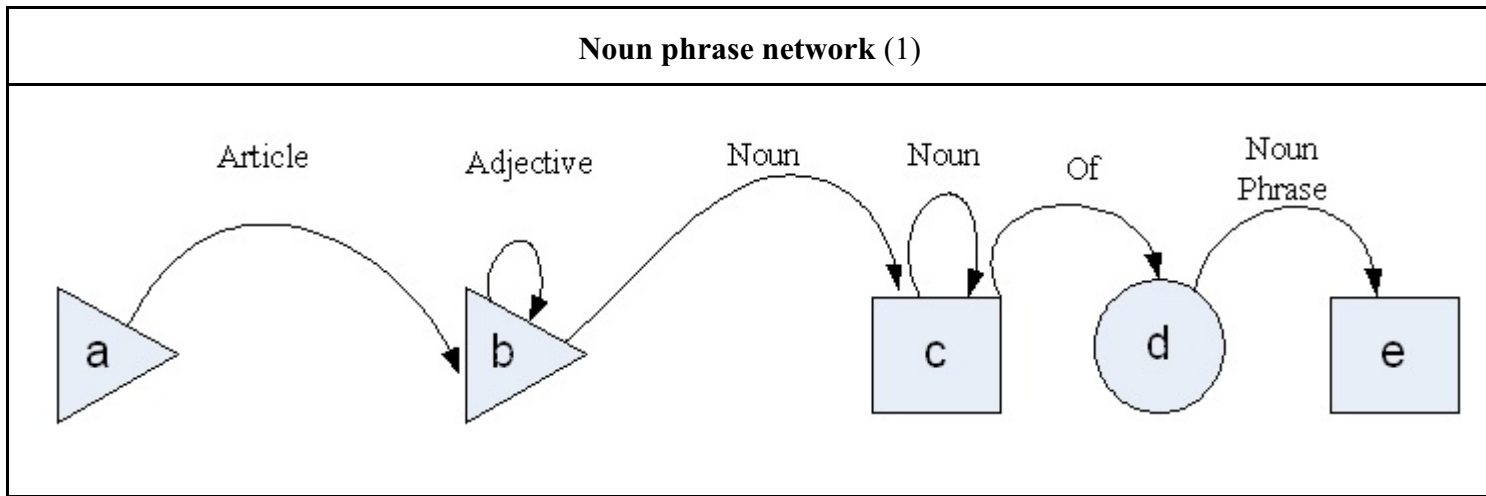 Noun phrase network (1)
Article
Adjective
Noun
Noun
Of
Noun
Phrase
a
b
c
d
e